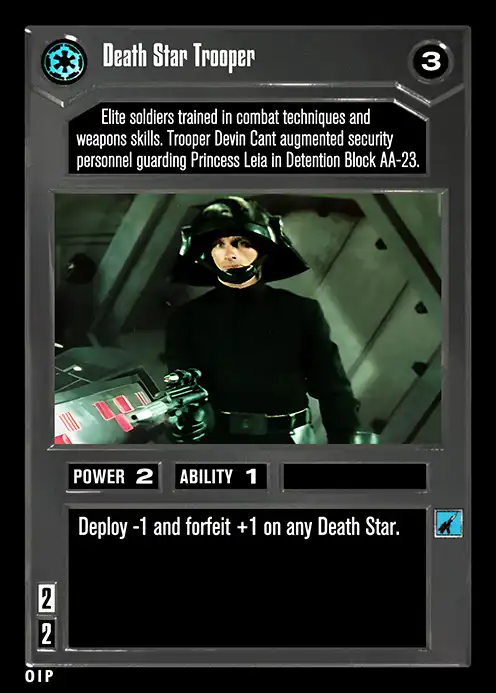 Death Star Trooper
3
Elite soldiers trained in combat techniques and
weapons skills. Trooper Devin Cant augmented security
personnel guarding Princess Leia in Detention Block AA-23.
POWER 2 ABILITY 1
Deploy -1 and forfeit +1 on any Death Star.
2
2
OIP